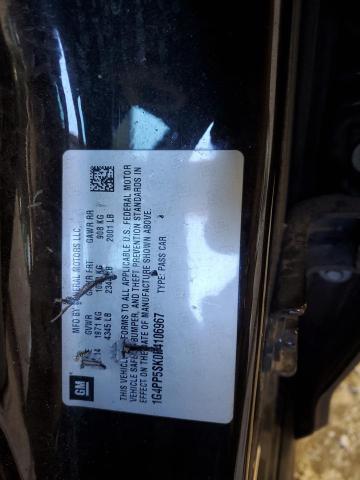 MFD BY GENERAL MOTORS LLC.
GVWR GAWR FRT GAWR RR
1971 KG 908 KG
4345 LB 2001 LB
THIS VEHICLE CONFORMS TO ALL APPLICABLE U.S. FEDERAL MOTOR
VEHICLE SAFETY, BUMPER, AND THEFT PREVENTION STANDARDS IN
EFFECT ON THE DATE OF MANUFACTURE SHOWN ABOVE.
TYPE: PASS CAR
GM